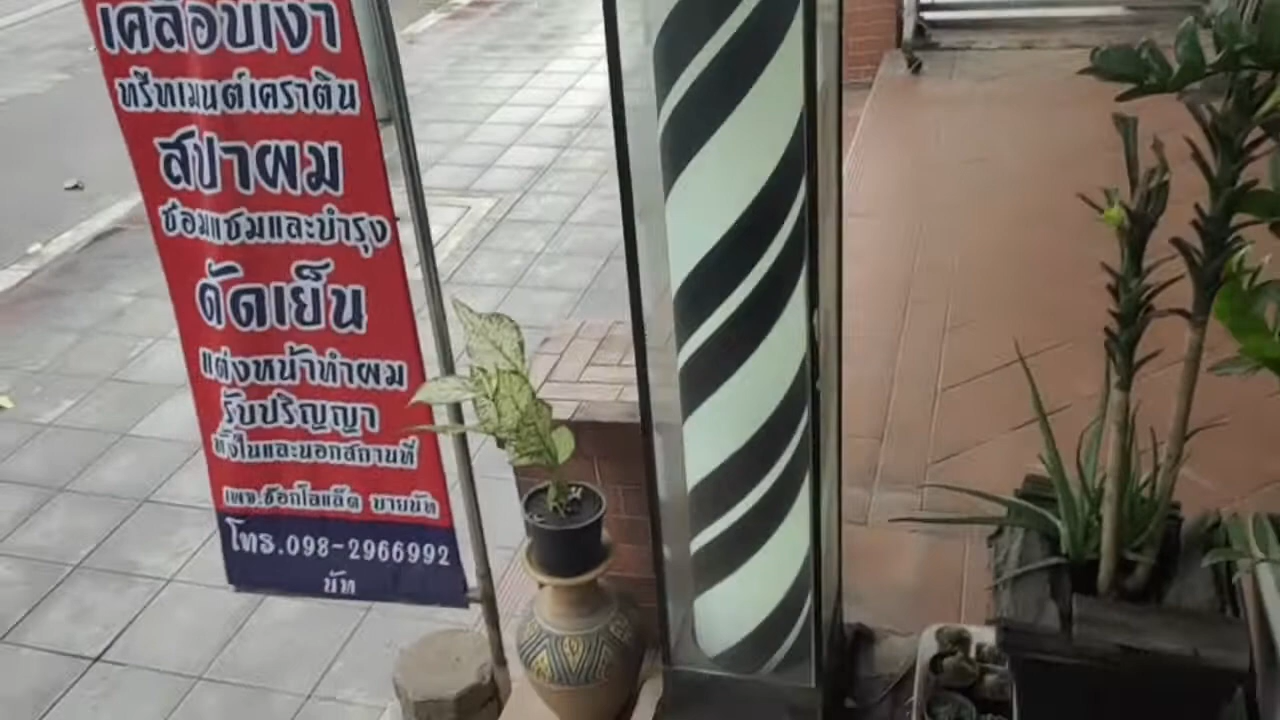 เคลือบเงา
ทรีทเมนต์เคราติน
สปาผม
ซ่อมแซมและบำรุง
ดัดเย็น
แต่งหน้าทำผม
รับปริญญา
ทั้งในและนอกสถานที่
เพจ.ช๊อกโลแล็ต บายนัท
โทร.098-2966992
นัท